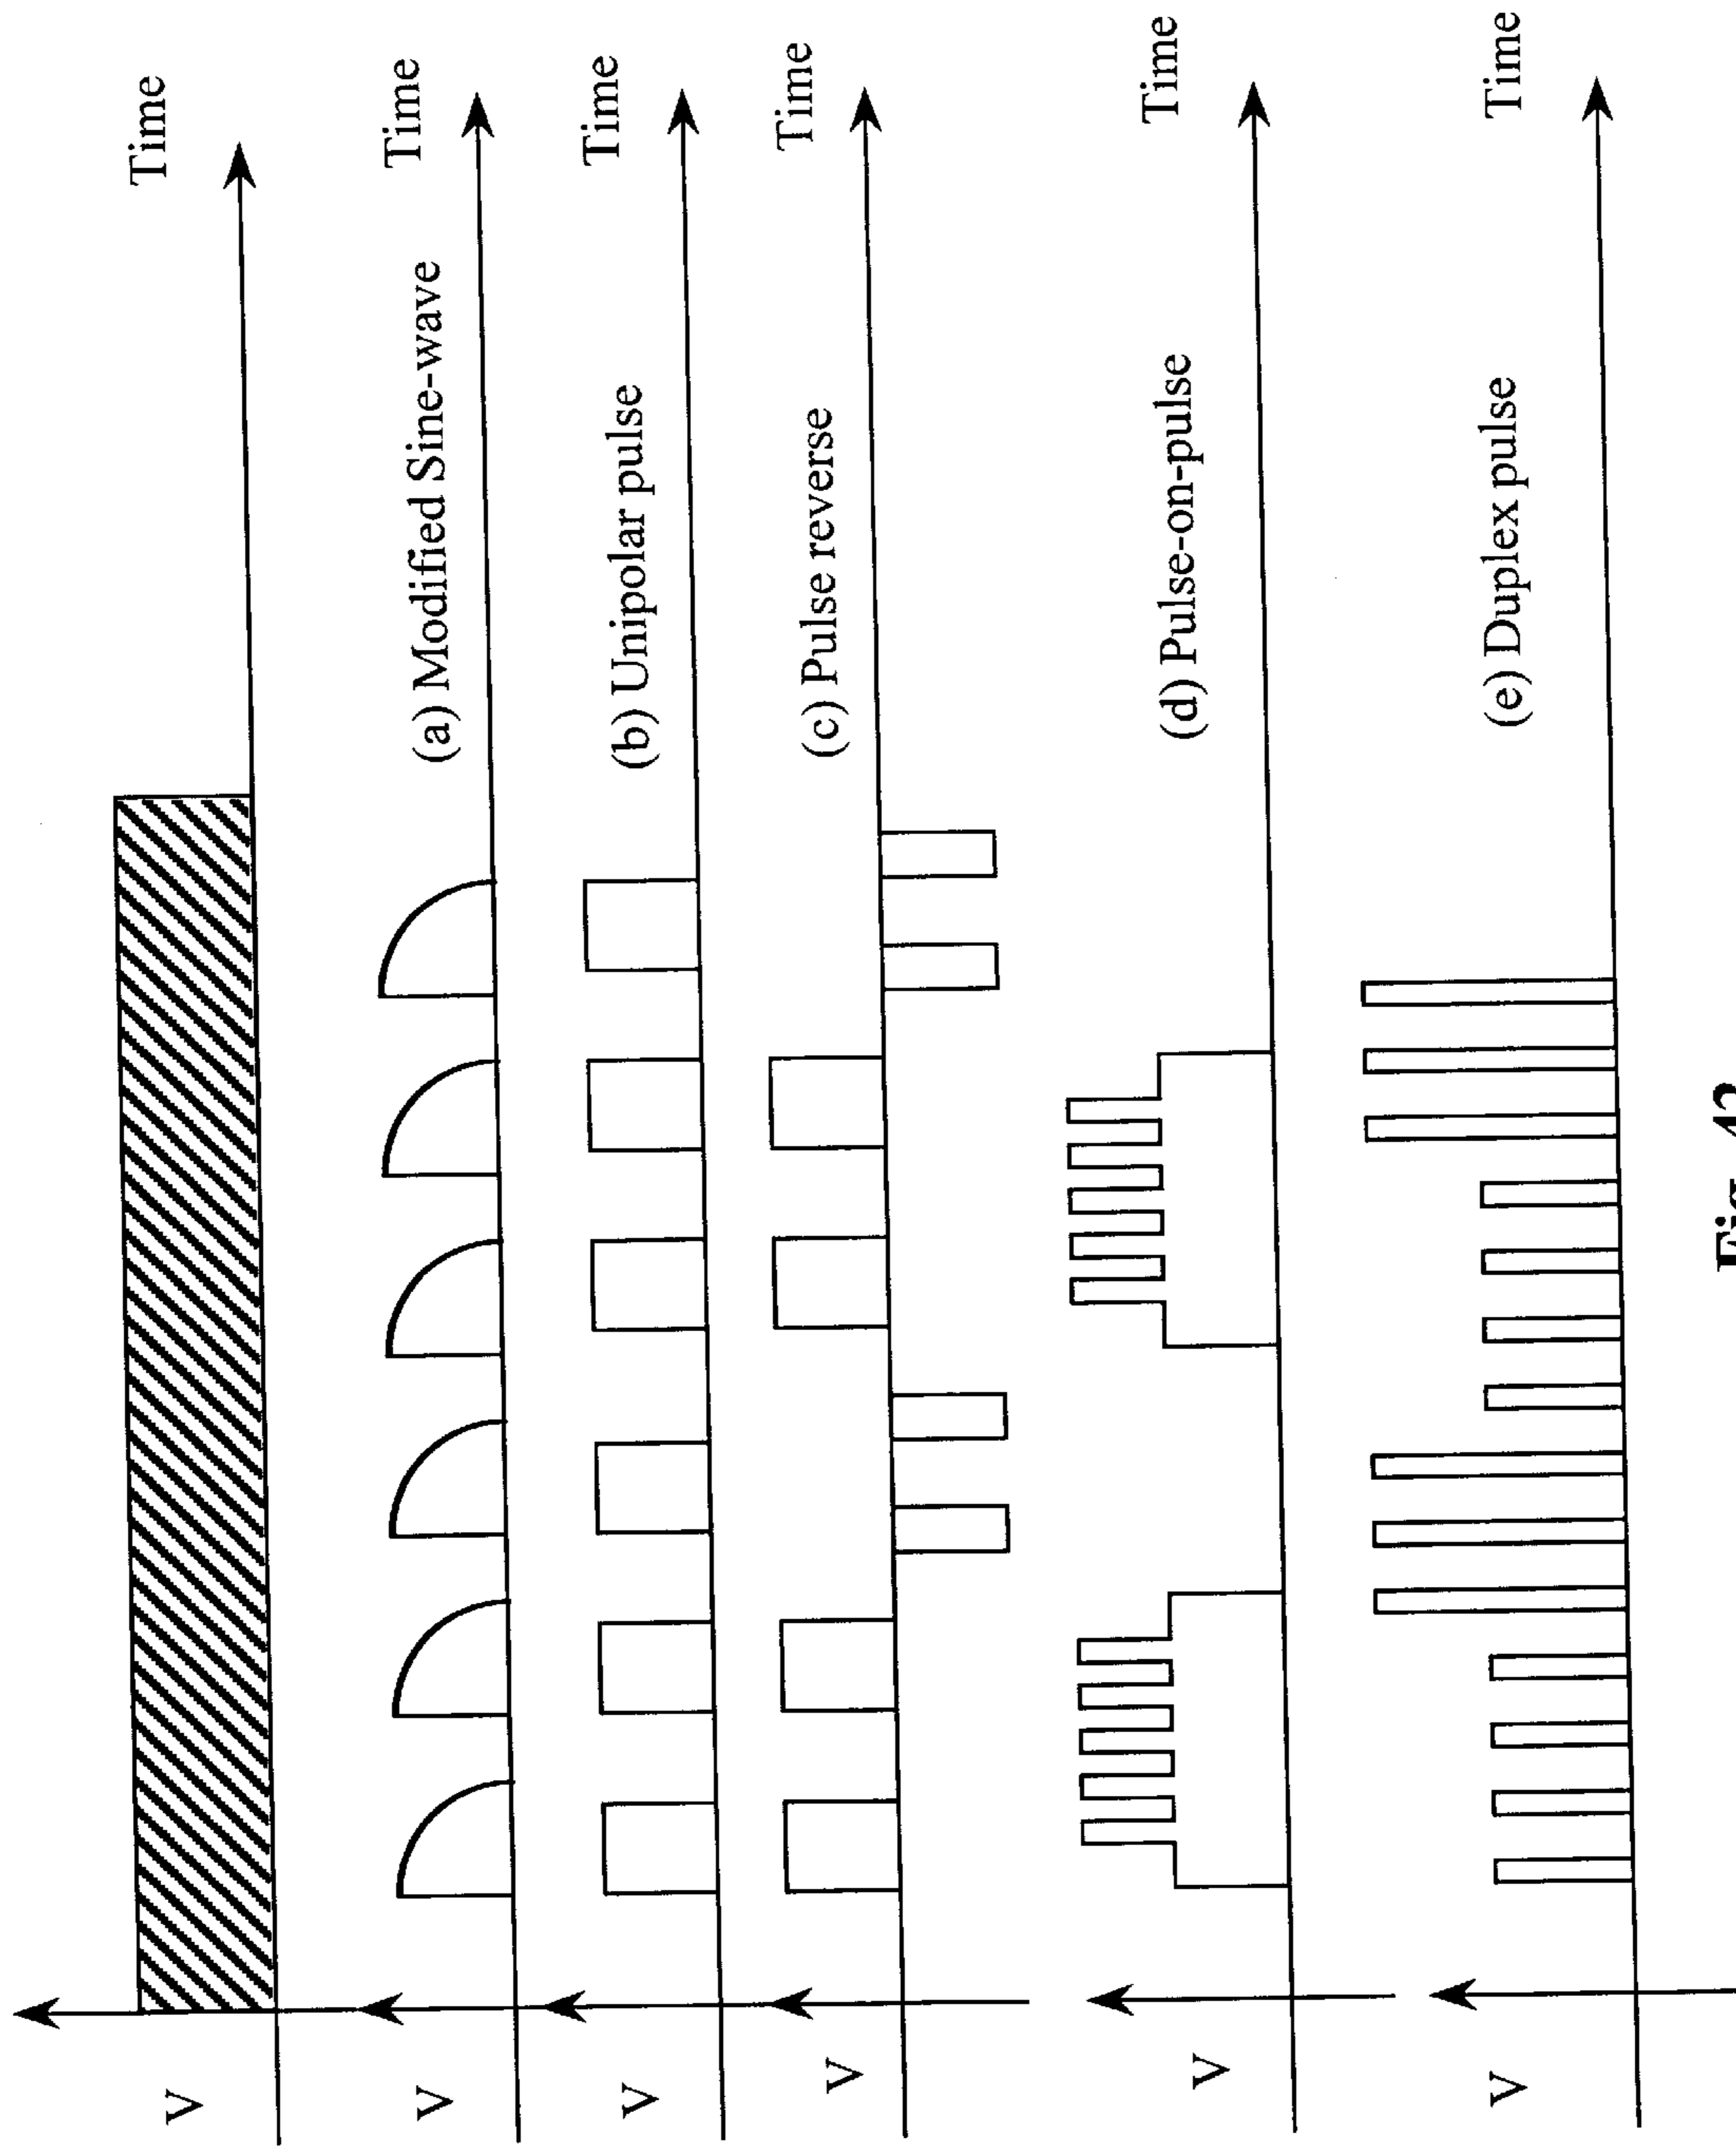 V
Time
V
(a) Modified Sine-wave
Time
V
(b) Unipolar pulse
Time
V
(c) Pulse reverse
Time
V
(d) Pulse-on-pulse
Time
V
(e) Duplex pulse
Time